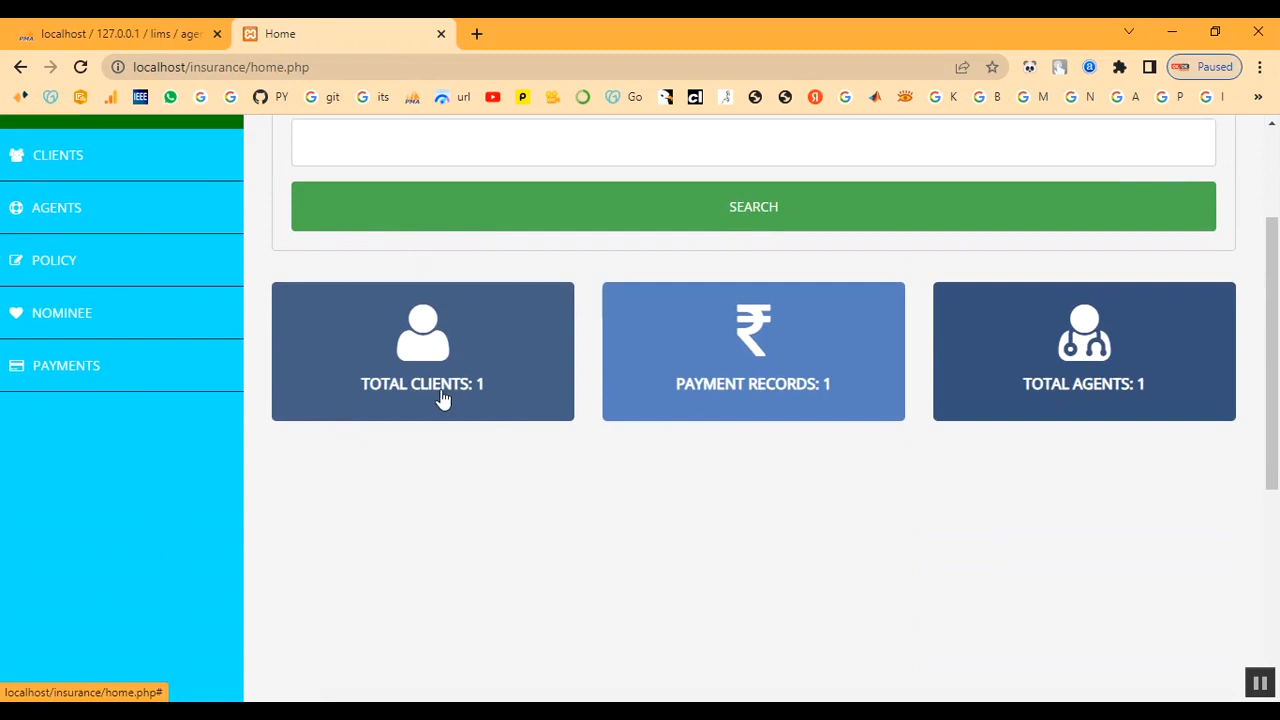 localhost / 127.0.0.1 / lims / age
Home
localhost/insurance/home.php
Paused
PY
git
its
url
Go
K
B
M
N
A
P
I
CLIENTS
AGENTS
POLICY
NOMINEE
PAYMENTS
SEARCH
TOTAL CLIENTS: 1
PAYMENT RECORDS: 1
TOTAL AGENTS: 1
localhost/insurance/home.php#